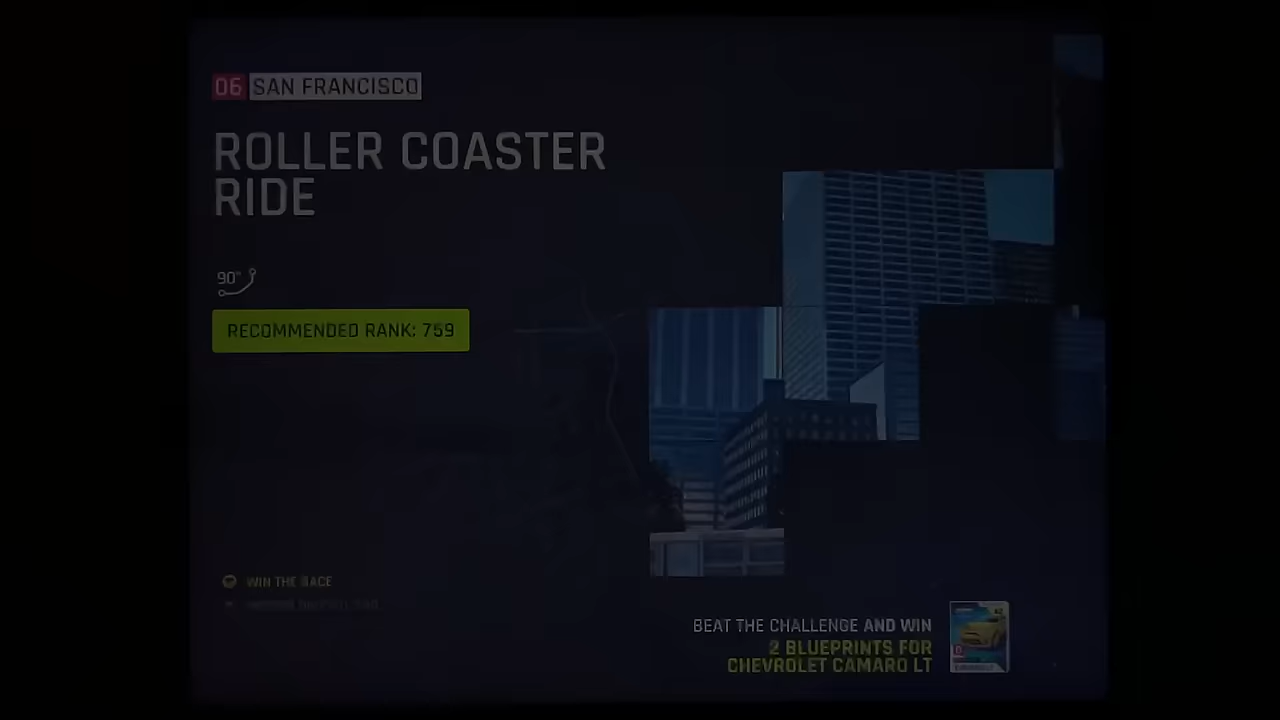 06 SAN FRANCISCO
ROLLER COASTER
RIDE
90°
RECOMMENDED RANK: 759
WIN THE RACE
BEAT THE CHALLENGE AND WIN
2 BLUEPRINTS FOR
CHEVROLET CAMARO LT